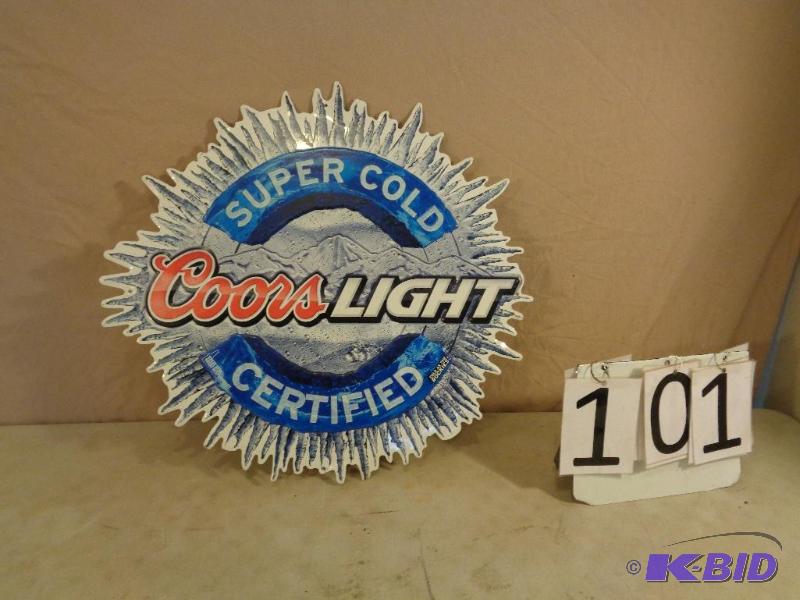 SUPER COLD
Coors LIGHT
CERTIFIED
101
© K-BID